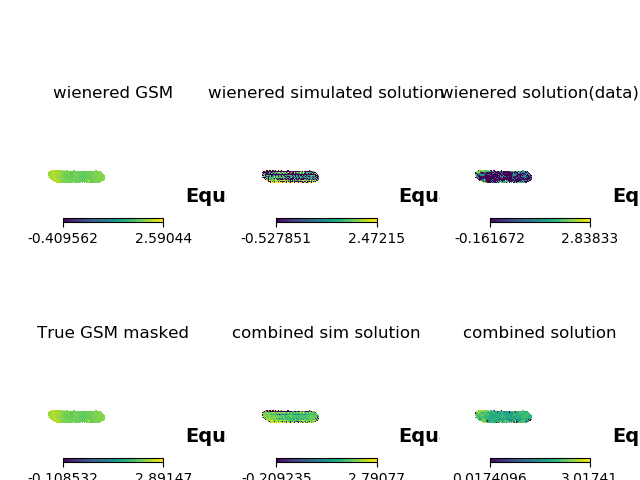 wienered GSM wienered simulated solution wienered solution(data)
Equ Equ Eq
-0.409562 2.59044 -0.527851 2.47215 -0.161672 2.83833
True GSM masked combined sim solution combined solution
Equ Equ Eq
-0.108532 2.89147 -0.209235 2.79077 0.0174096 3.01741